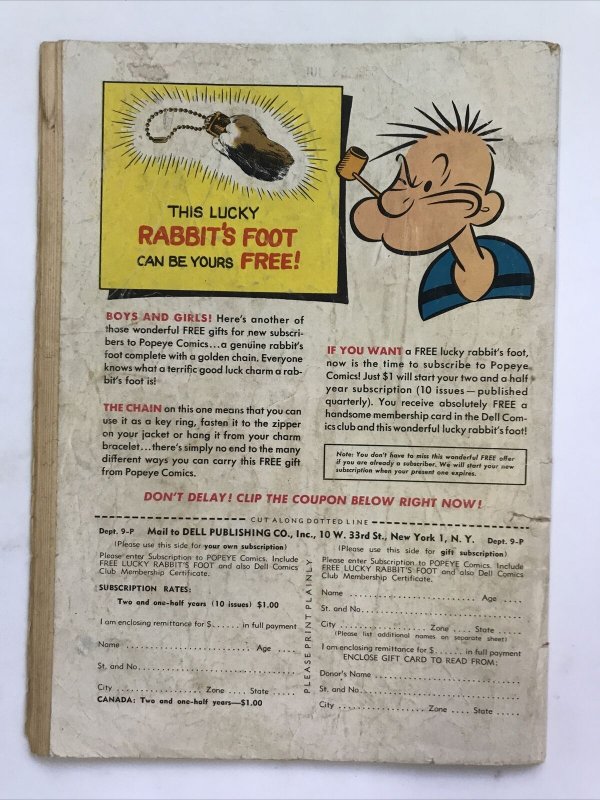 THIS LUCKY
RABBIT'S FOOT
CAN BE YOURS FREE!
BOYS AND GIRLS! Here's another of
those wonderful FREE gifts for new subscri-
bers to Popeye Comics...a genuine rabbit's
foot complete with a golden chain. Everyone
knows what a terrific good luck charm a rab-
bit's foot is!
THE CHAIN on this one means that you can
use it as a key ring, fasten it to the zipper
on your jacket or hang it from your charm
bracelet...there's simply no end to the many
different ways you can carry this FREE gift
from Popeye Comics.
IF YOU WANT a FREE lucky rabbit's foot,
now is the time to subscribe to Popeye
Comics! Just $1 will start your two and a half
year subscription (10 issues—published
quarterly). You receive absolutely FREE a
handsome membership card in the Dell Com-
ics club and this wonderful lucky rabbit's foot!
Note: You don't have to miss this wonderful FREE offer
if you are already a subscriber. We will start your new
subscription when your present one expires.
DON'T DELAY! CLIP THE COUPON BELOW RIGHT NOW!
CUT ALONG DOTTED LINE
Dept. 9-P Mail to DELL PUBLISHING CO., Inc., 10 W. 33rd St., New York 1, N. Y. Dept. 9-P
(Please use this side for your own subscription)
Please enter Subscription to POPEYE Comics. Include
FREE LUCKY RABBIT'S FOOT and also Dell Comics
Club Membership Certificate.
SUBSCRIPTION RATES:
Two and one-half years (10 issues) $1.00
I am enclosing remittance for $...... in full payment
Name .................... Age ....
St. and No....................
City .................... Zone .... State ....
CANADA: Two and one-half years—$1.00
PLEASE PRINT PLAINLY
(Please use this side for gift subscription)
Please enter Subscription to POPEYE Comics. Include
FREE LUCKY RABBIT'S FOOT and also Dell Comics
Club Membership Certificate.
Name .................... Age ....
St. and No....................
City .................... Zone .... State ....
(Please list additional names on separate sheet)
I am enclosing remittance for $...... in full payment
ENCLOSE GIFT CARD TO READ FROM:
Donor's Name ....................
St. and No....................
City .................... Zone .... State ....